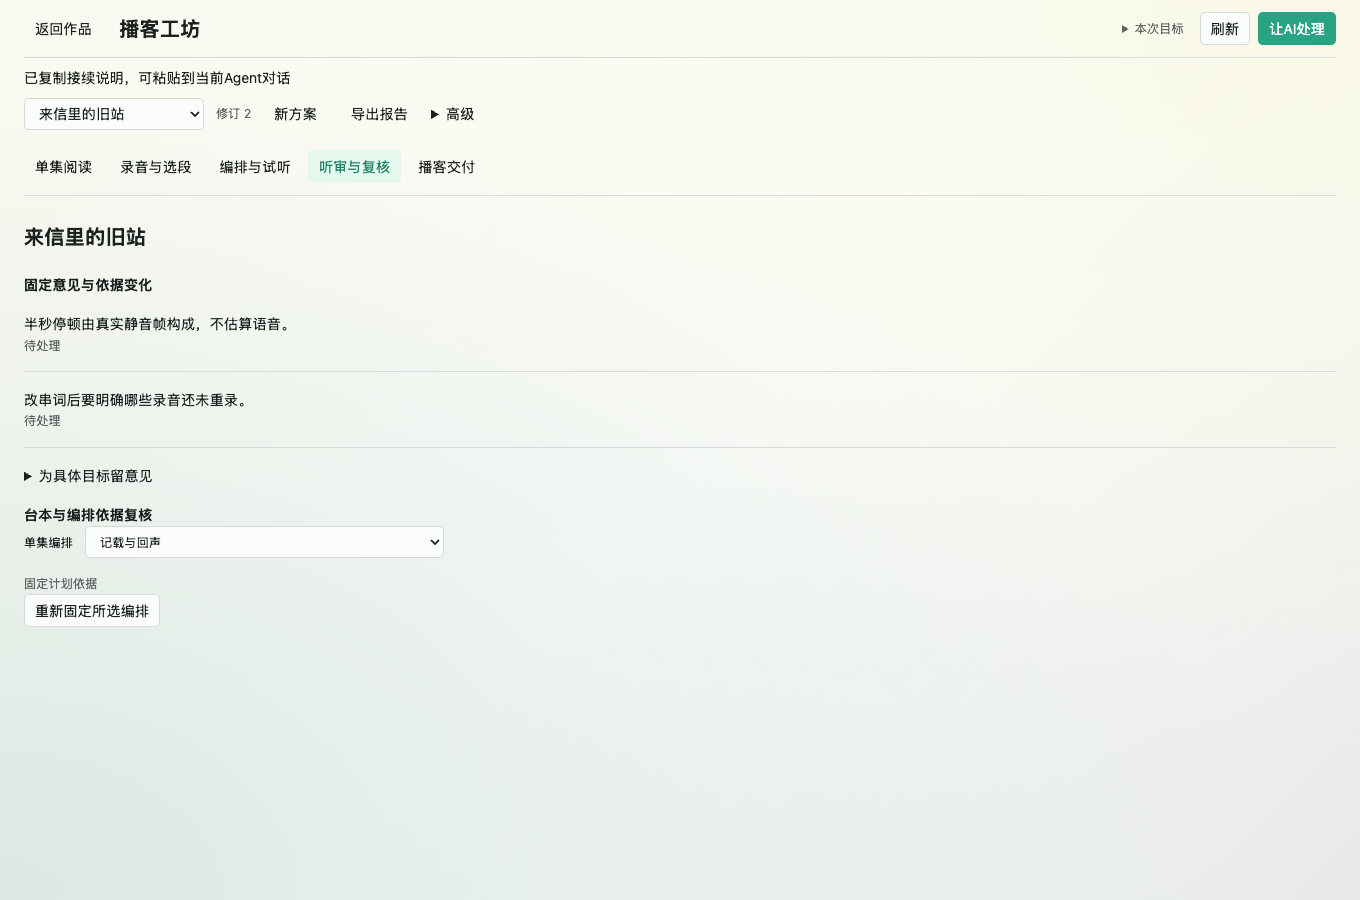 返回作品 播客工坊 ▶ 本次目标 刷新 让AI处理
已复制接续说明，可粘贴到当前Agent对话
来信里的旧站 修订 2 新方案 导出报告 ▶ 高级
单集阅读 录音与选段 编排与试听 听审与复核 播客交付
来信里的旧站
固定意见与依据变化
半秒停顿由真实静音帧构成，不估算语音。
待处理
改串词后要明确哪些录音还未重录。
待处理
▶ 为具体目标留意见
台本与编排依据复核
单集编排 记载与回声
固定计划依据
重新固定所选编排